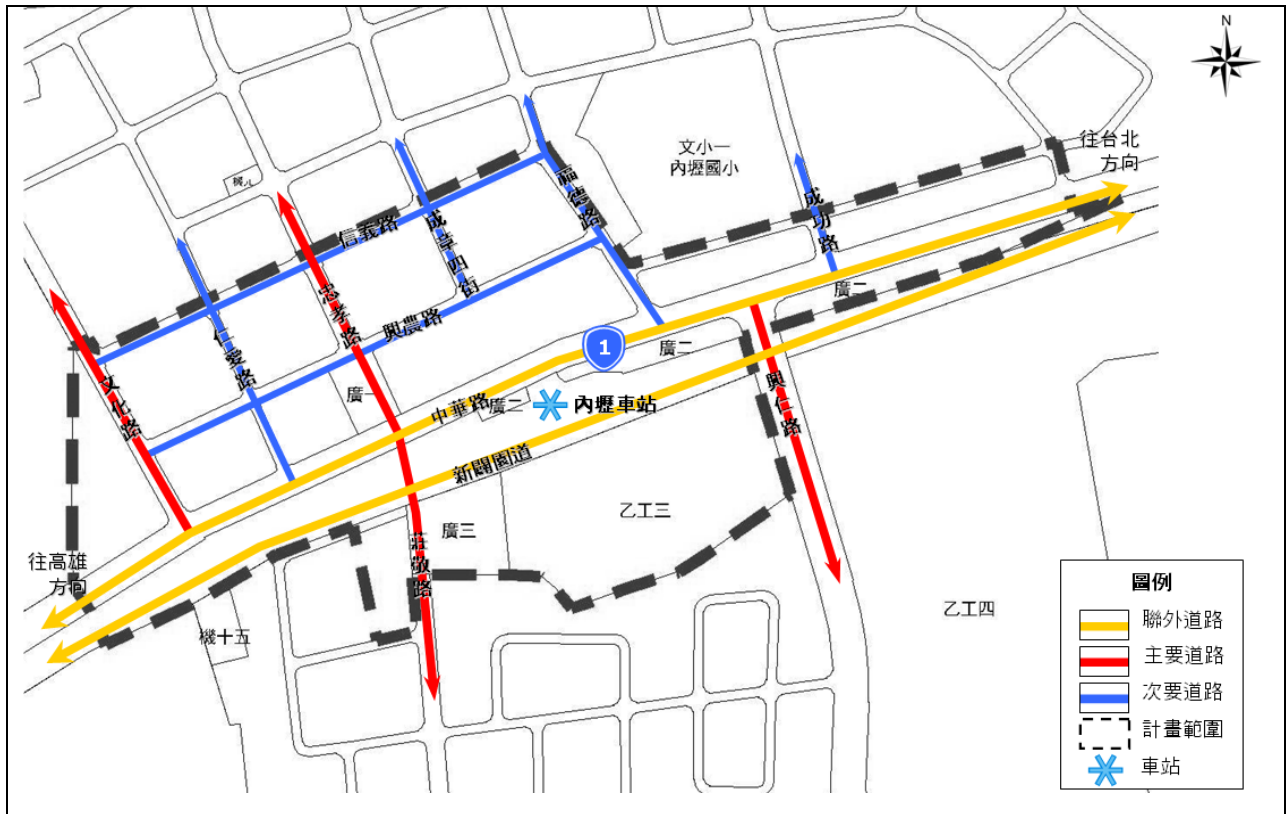 N
往台北
方向
文小一
內壢國小
機九
信義路
成章四街
福德路
成功路
忠孝路
興農路
仁愛路
文化路
廣二
1
廣二
廣一
中華路
廣二
內壢車站
興仁路
新闢園道
乙工三
廣三
莊敬路
往高雄
方向
機十五
乙工四
圖例
聯外道路
主要道路
次要道路
計畫範圍
車站